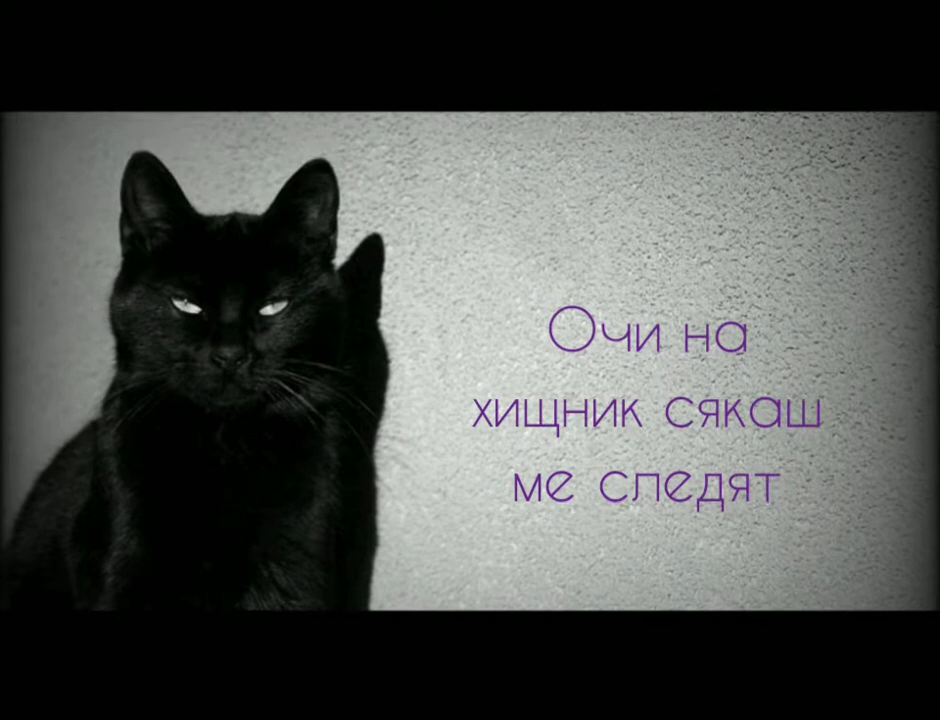 Очи на
хищник сякаш
ме следят